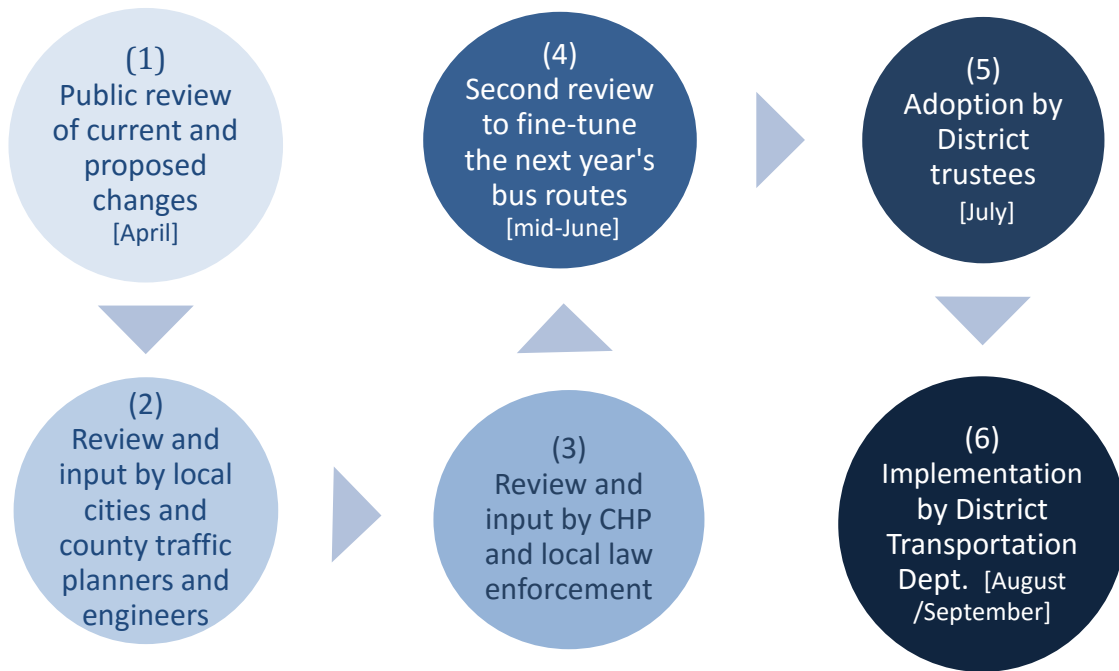 (1)
Public review
of current and
proposed
changes
[April]
(2)
Review and
input by local
cities and
county traffic
planners and
engineers
(3)
Review and
input by CHP
and local law
enforcement
(4)
Second review
to fine-tune
the next year's
bus routes
[mid-June]
(5)
Adoption by
District
trustees
[July]
(6)
Implementation
by District
Transportation
Dept. [August
/September]